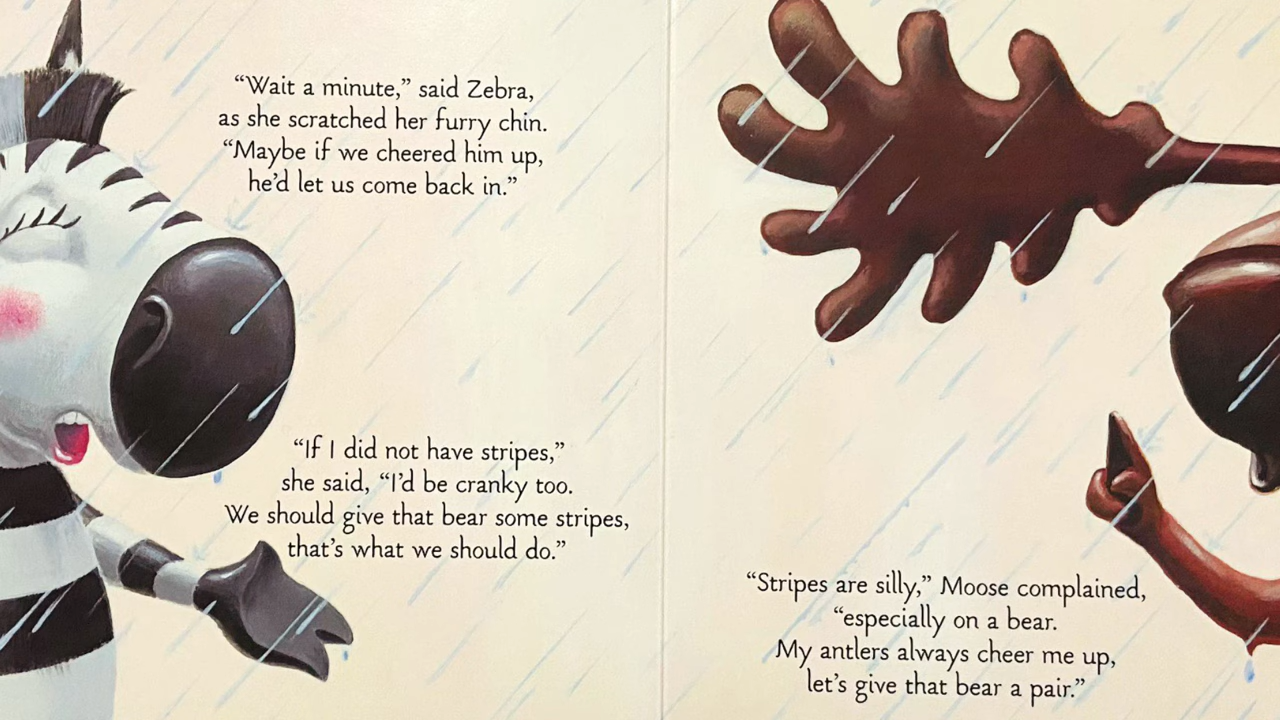 “Wait a minute,” said Zebra,
as she scratched her furry chin.
“Maybe if we cheered him up,
he’d let us come back in.”
“If I did not have stripes,”
she said, “I’d be cranky too.
We should give that bear some stripes,
that’s what we should do.”
“Stripes are silly,” Moose complained,
“especially on a bear.
My antlers always cheer me up,
let’s give that bear a pair.”